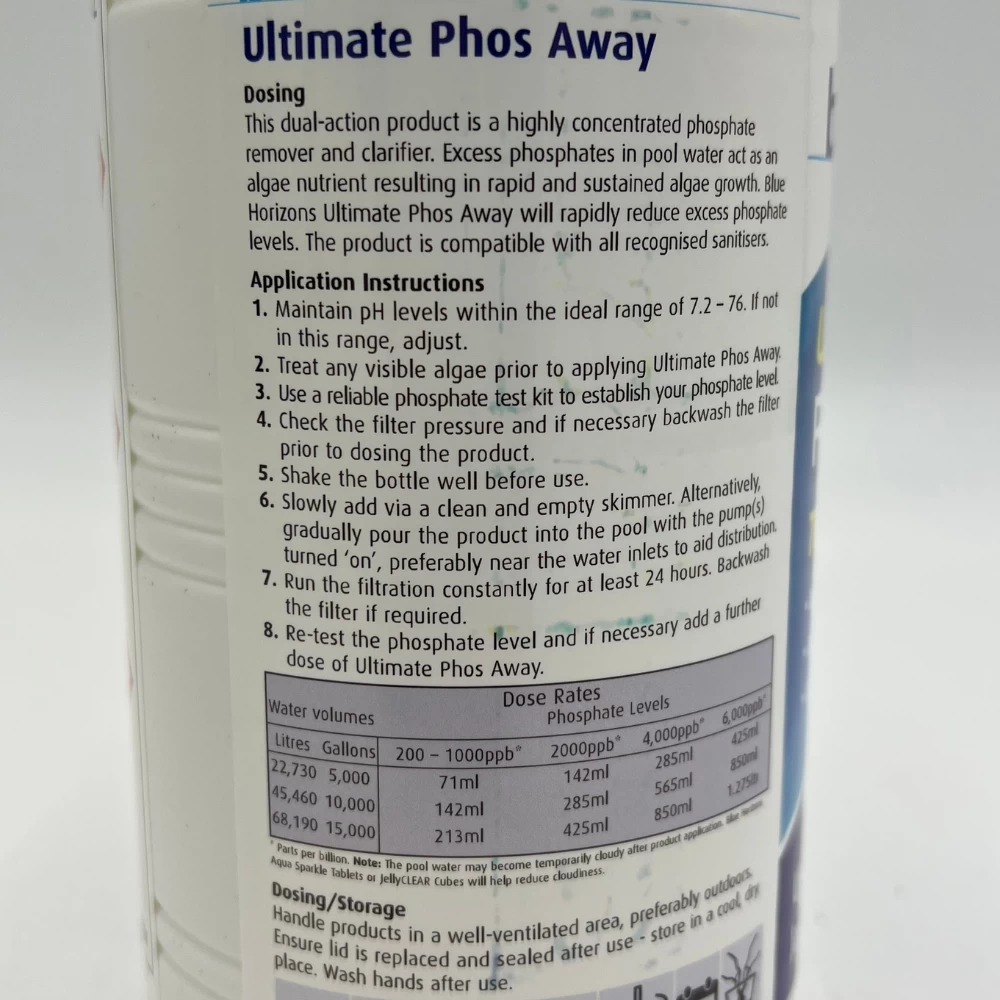 Ultimate Phos Away
Dosing
This dual-action product is a highly concentrated phosphate
remover and clarifier. Excess phosphates in pool water act as an
algae nutrient resulting in rapid and sustained algae growth. Blue
Horizons Ultimate Phos Away will rapidly reduce excess phosphate
levels. The product is compatible with all recognised sanitisers.
Application Instructions
1. Maintain pH levels within the ideal range of 7.2 – 76. If not
in this range, adjust.
2. Treat any visible algae prior to applying Ultimate Phos Away.
3. Use a reliable phosphate test kit to establish your phosphate level.
4. Check the filter pressure and if necessary backwash the filter
prior to dosing the product.
5. Shake the bottle well before use.
6. Slowly add via a clean and empty skimmer. Alternatively,
gradually pour the product into the pool with the pump(s)
turned ‘on’, preferably near the water inlets to aid distribution.
7. Run the filtration constantly for at least 24 hours. Backwash
the filter if required.
8. Re-test the phosphate level and if necessary add a further
dose of Ultimate Phos Away.
Water volumes Dose Rates
Phosphate Levels
Litres Gallons 200 – 1000ppb* 2000ppb* 4,000ppb* 6,000ppb*
22,730 5,000 71ml 142ml 285ml 425ml
45,460 10,000 142ml 285ml 565ml 850ml
68,190 15,000 213ml 425ml 850ml
* Parts per billion. Note: The pool water may become temporarily cloudy after product application. Blue Horizons
Aqua Sparkle Tablets or JellyCLEAR Cubes will help reduce cloudiness.
Dosing/Storage
Handle products in a well-ventilated area, preferably outdoors.
Ensure lid is replaced and sealed after use - store in a cool, dry
place. Wash hands after use.